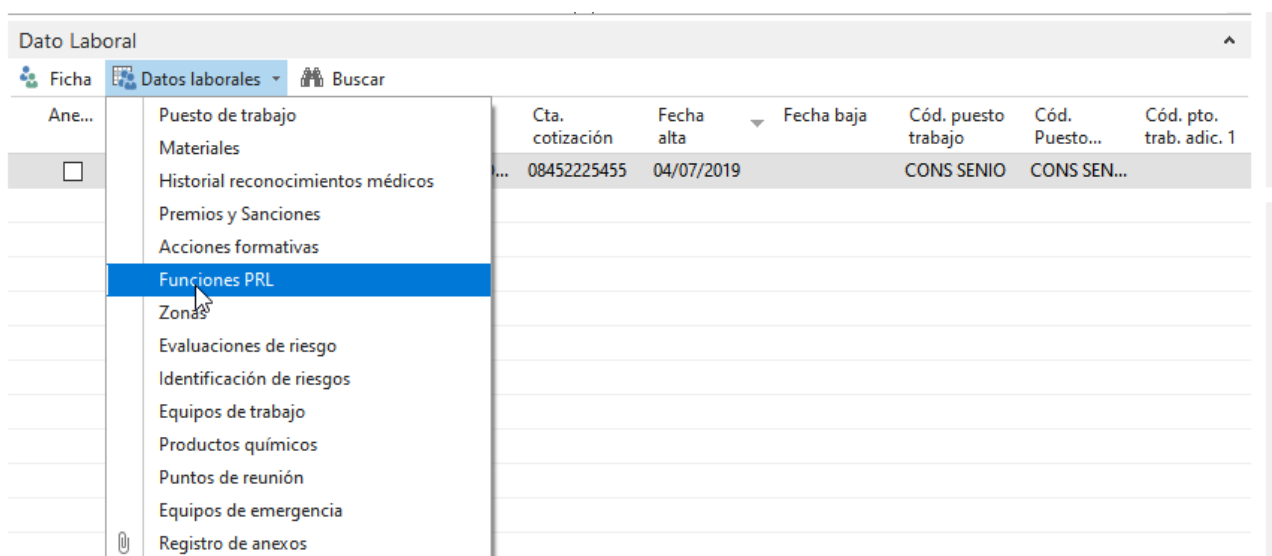 Dato Laboral
Ficha Datos laborales Buscar
Ane... Cta. cotización Fecha alta Fecha baja Cód. puesto trabajo Cód. Puesto... Cód. pto. trab. adic. 1
... 08452225455 04/07/2019 CONS SENIO CONS SEN...
Puesto de trabajo
Materiales
Historial reconocimientos médicos
Premios y Sanciones
Acciones formativas
Funciones PRL
Zonas
Evaluaciones de riesgo
Identificación de riesgos
Equipos de trabajo
Productos químicos
Puntos de reunión
Equipos de emergencia
Registro de anexos